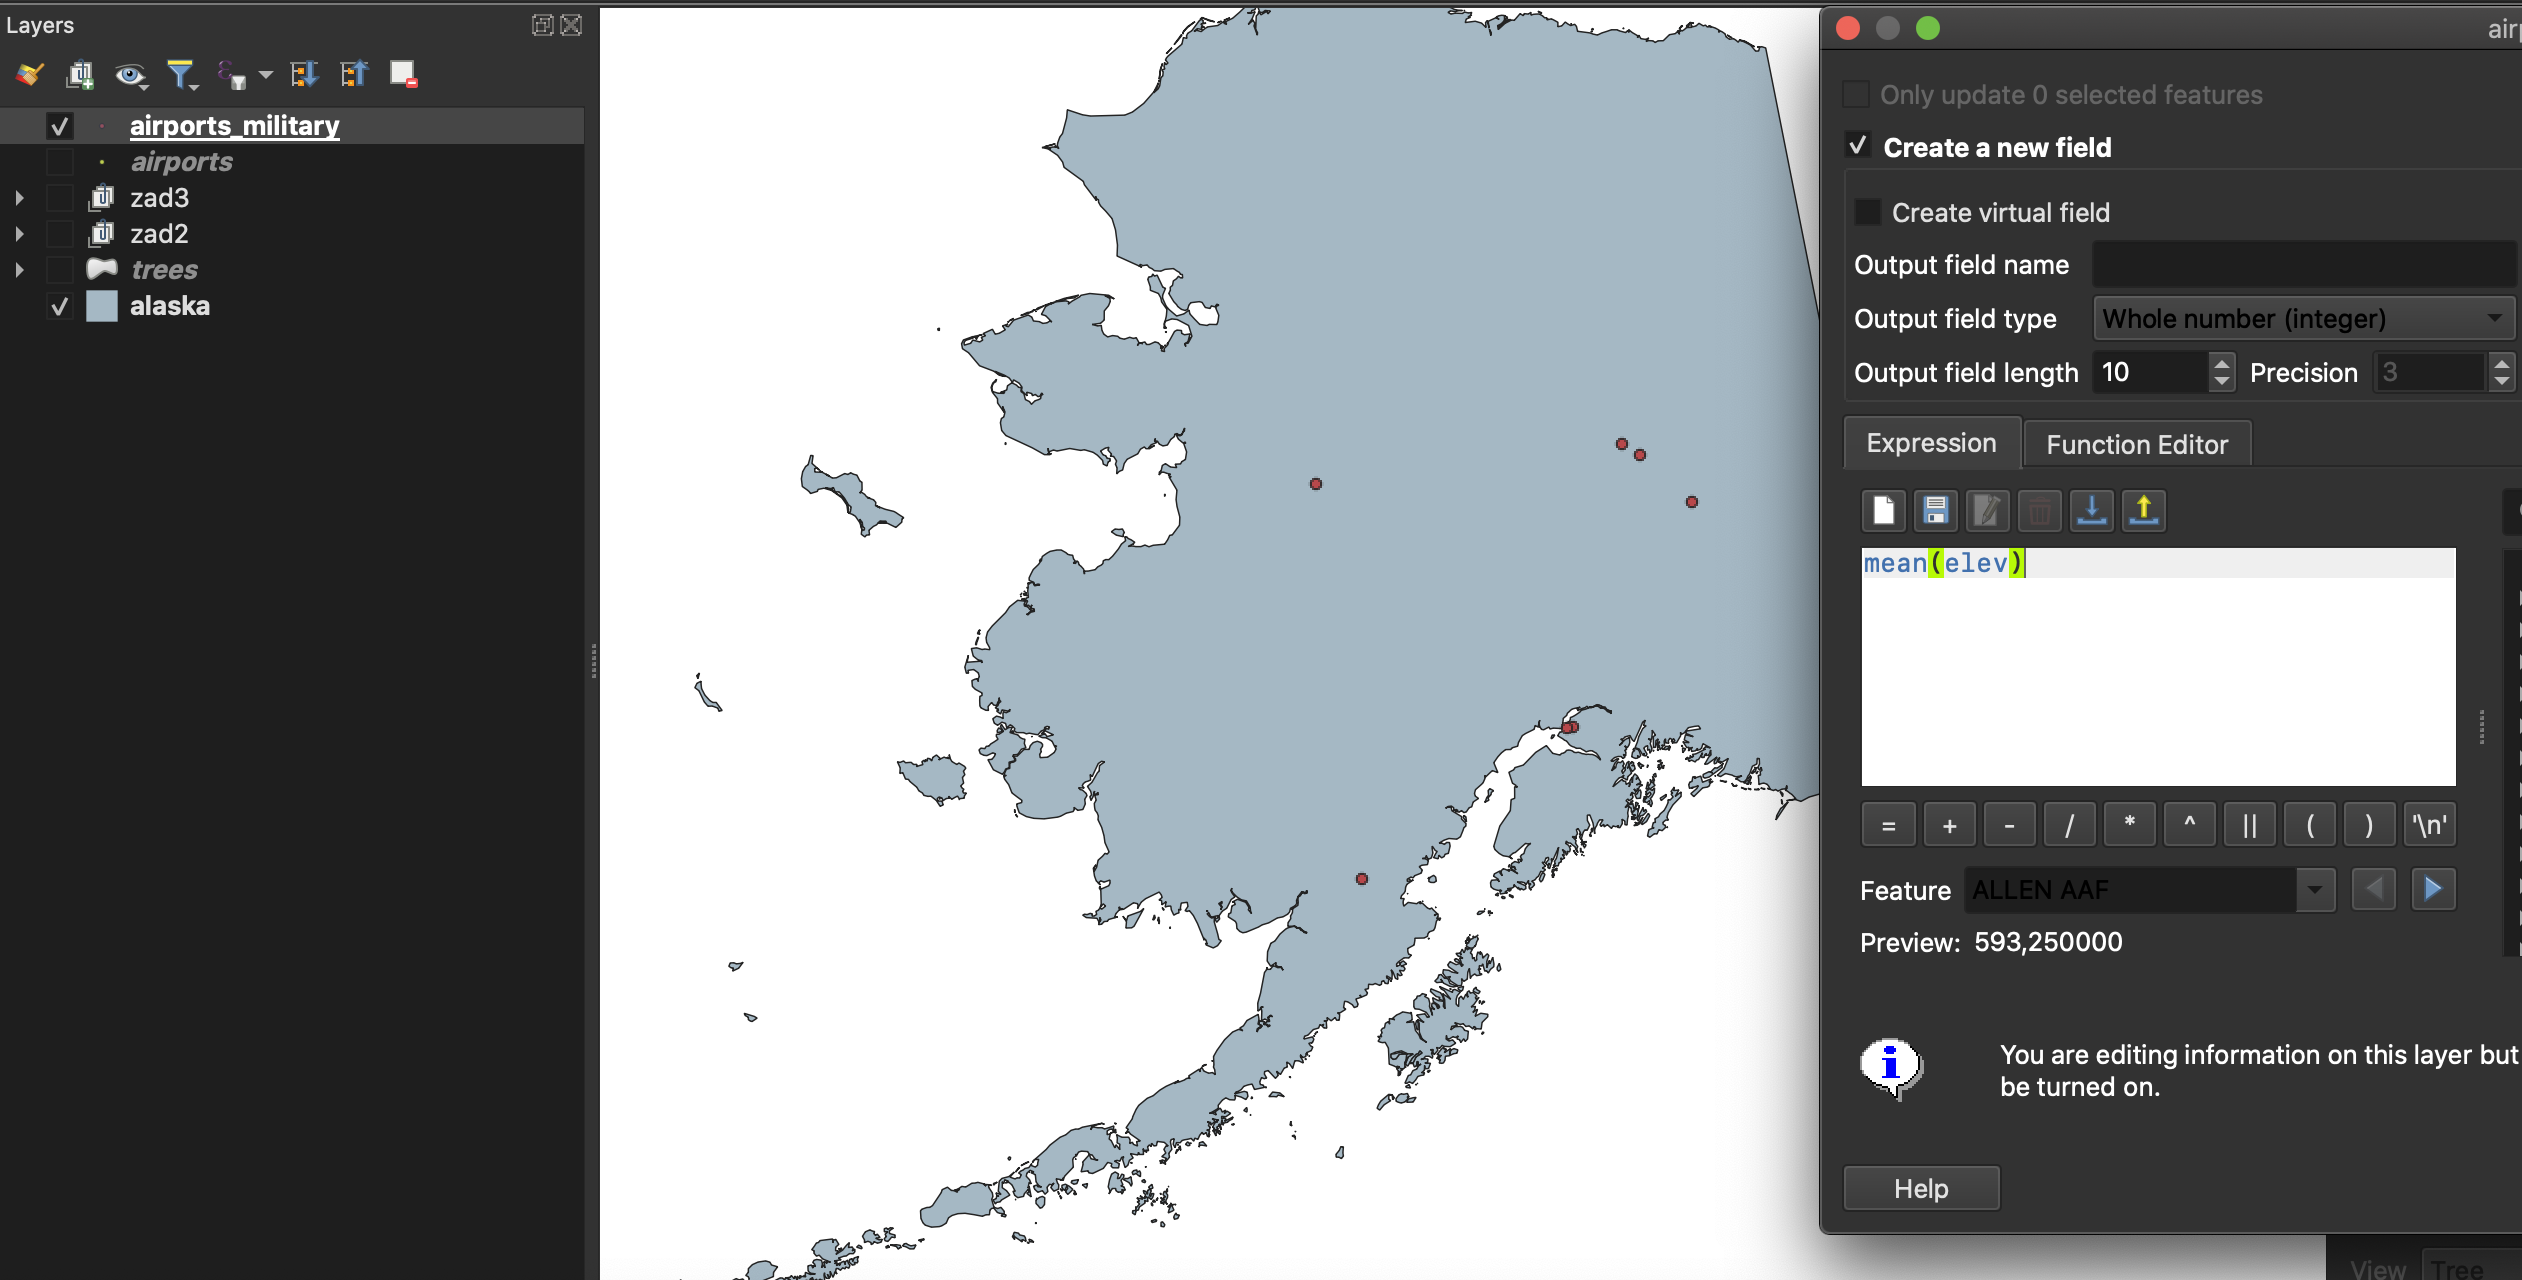 Layers
airports_military
airports
zad3
zad2
trees
alaska
Only update 0 selected features
Create a new field
Create virtual field
Output field name
Output field type Whole number (integer)
Output field length 10 Precision 3
Expression Function Editor
mean(elev)
= + - / * ^ || ( ) '\n'
Feature ALLEN AAF
Preview: 593,250000
You are editing information on this layer but
be turned on.
Help
View Tree